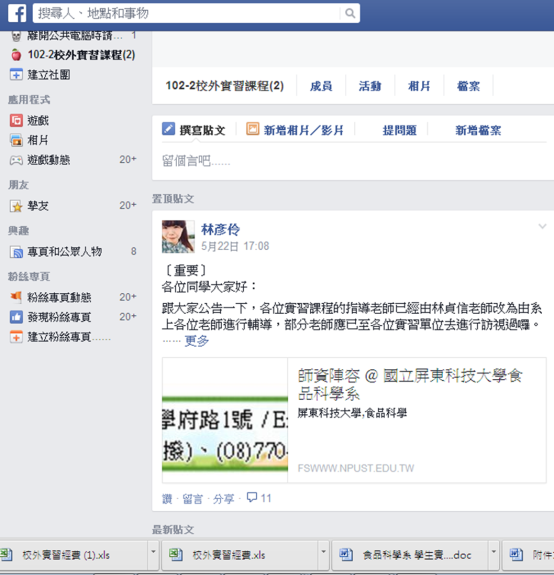 搜尋人、地點和事物
離開公共電腦時請... 1
102-2校外實習課程(2)
建立社團
應用程式
遊戲
相片
遊戲動態 20+
朋友
摯友 20+
興趣
專頁和公眾人物 8
粉絲專頁
粉絲專頁動態 20+
發現粉絲專頁 20+
建立粉絲專頁......
102-2校外實習課程(2) 成員 活動 相片 檔案
撰寫貼文 新增相片／影片 提問題 新增檔案
留個言吧......
置頂貼文
林彥伶
5月22日 17:08
〔重要〕
各位同學大家好：
跟大家公告一下，各位實習課程的指導老師已經由林貞信老師改為由系
上各位老師進行輔導，部分老師應已至各位實習單位去進行訪視過囉。
...... 更多
學府路1號 / E
撥)、(08)770
師資陣容 @ 國立屏東科技大學食
品科學系
屏東科技大學,食品科學
FSWWW.NPUST.EDU.TW
讚 · 留言 · 分享 · 11
最新貼文
校外實習經費 (1).xls
校外實習經費.xls
食品科學系 學生實....doc
附件